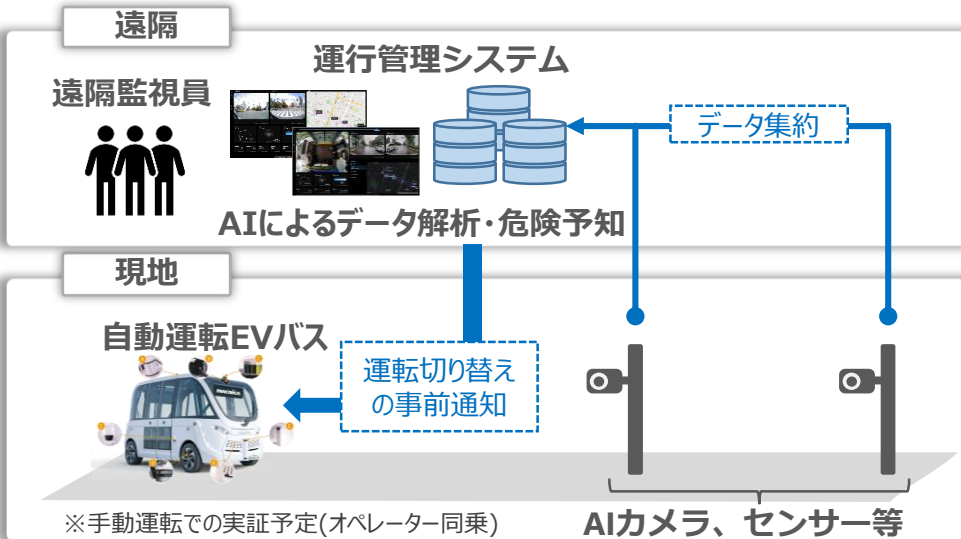 遠隔
運行管理システム
遠隔監視員
データ集約
AIによるデータ解析・危険予知
現地
自動運転EVバス
運転切り替え
の事前通知
※手動運転での実証予定(オペレーター同乗)
AIカメラ、センサー等